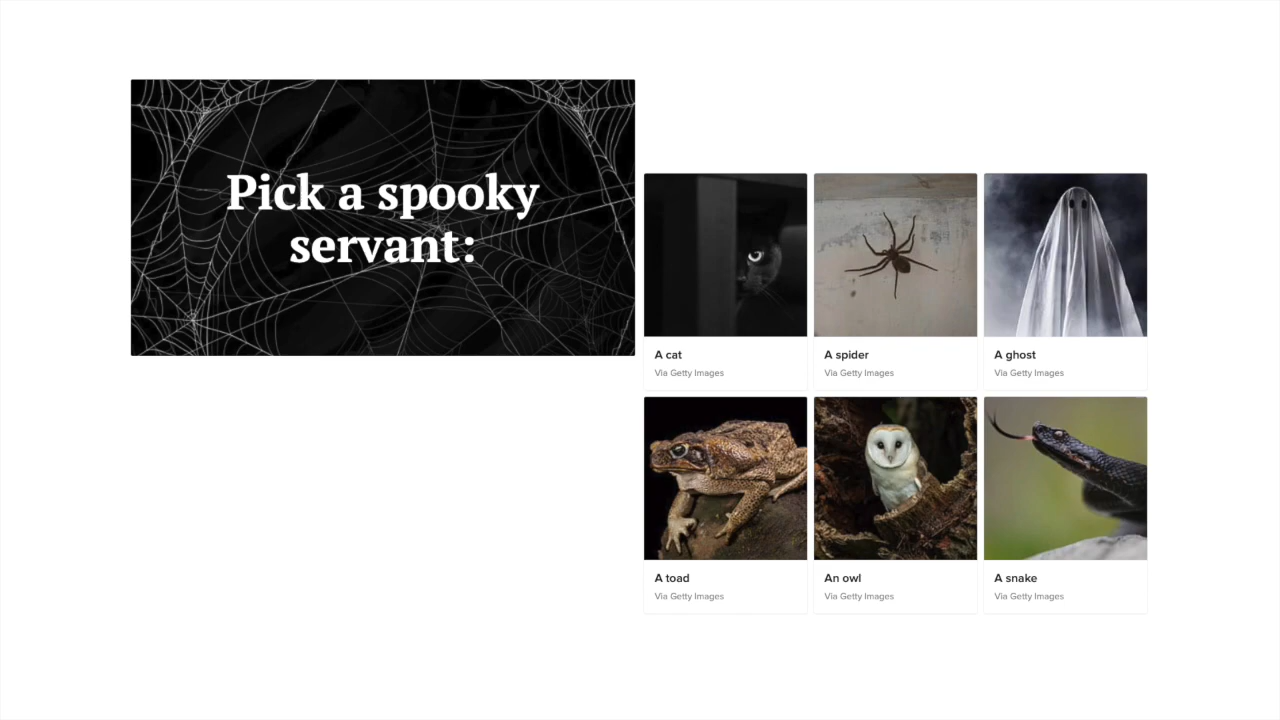 Pick a spooky
servant:
A cat
Via Getty Images
A spider
Via Getty Images
A ghost
Via Getty Images
A toad
Via Getty Images
An owl
Via Getty Images
A snake
Via Getty Images